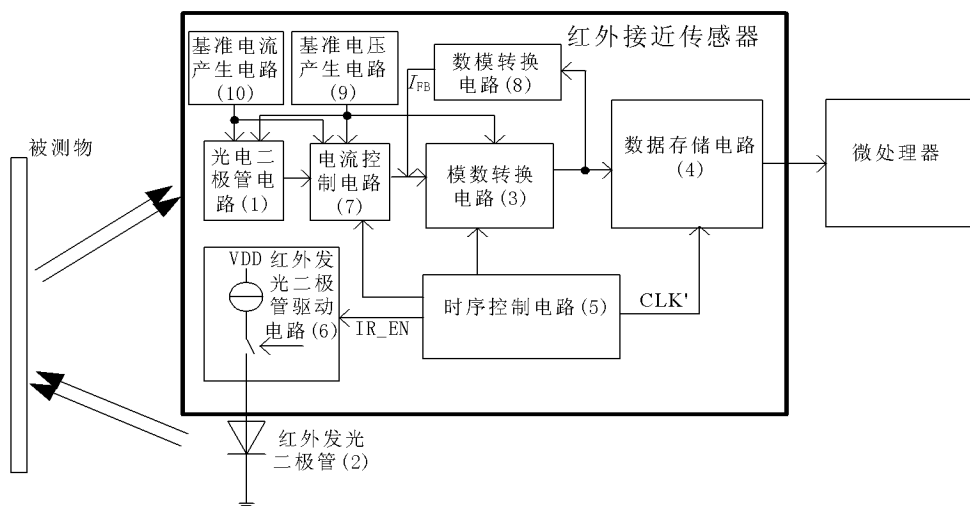 红外接近传感器
基准电流
产生电路
(10)
基准电压
产生电路
(9)
数模转换
电路(8)
IFB
被测物
光电二
极管电
路(1)
电流控
制电路
(7)
模数转换
电路(3)
数据存储电路
(4)
微处理器
VDD
红外发
光二极
管驱动
电路(6)
IR_EN
时序控制电路(5)
CLK'
红外发光
二极管(2)